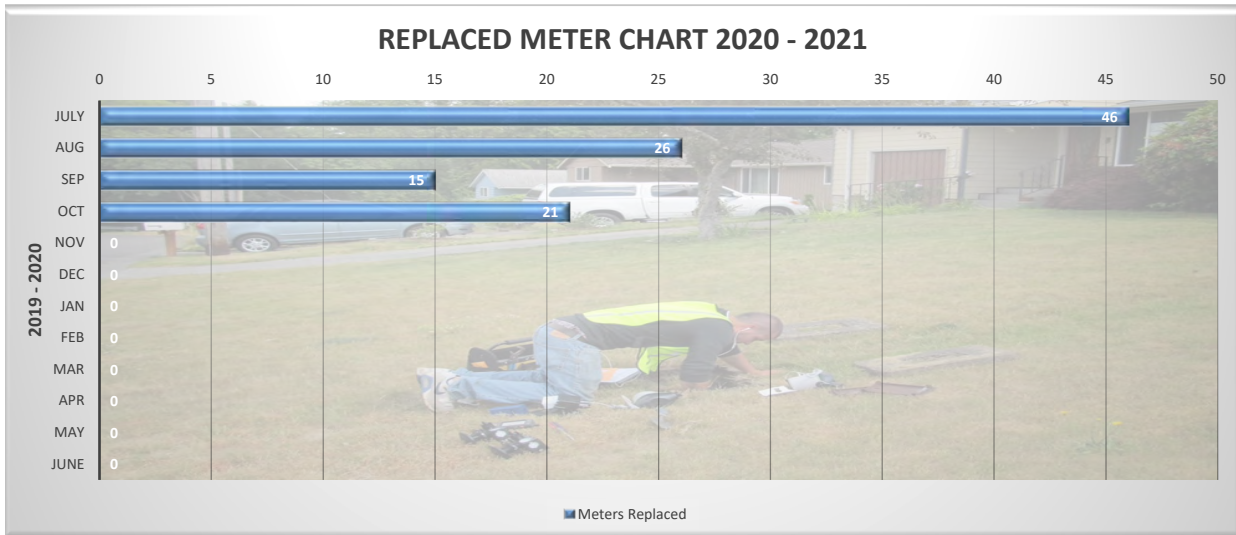 REPLACED METER CHART 2020 - 2021
0 5 10 15 20 25 30 35 40 45 50
2019 - 2020
JULY 46
AUG 26
SEP 15
OCT 21
NOV 0
DEC 0
JAN 0
FEB 0
MAR 0
APR 0
MAY 0
JUNE 0
Meters Replaced